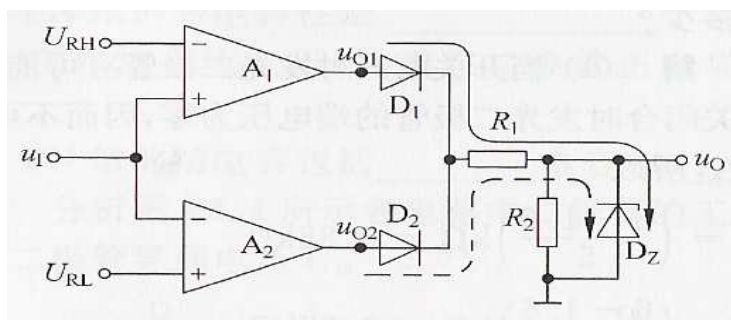 U_RH − A₁ u_O1
+ D₁
R₁
u_I u_O
− u_O2 D₂ R₂
A₂ D_Z
U_RL +